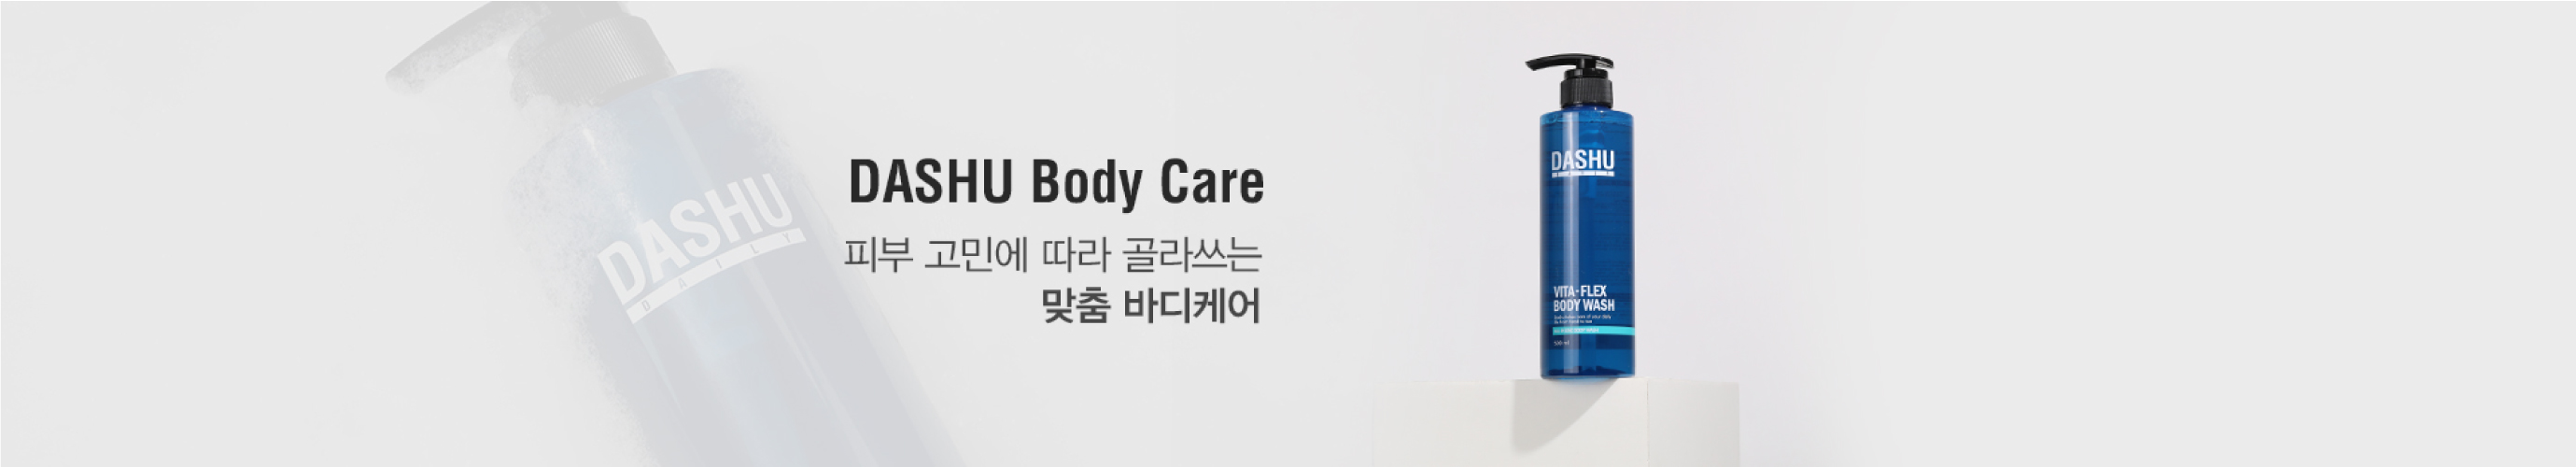 DASHU Body Care
피부 고민에 따라 골라쓰는
맞춤 바디케어
DASHU
DAILY
DASHU
VITA·FLEX
BODY WASH